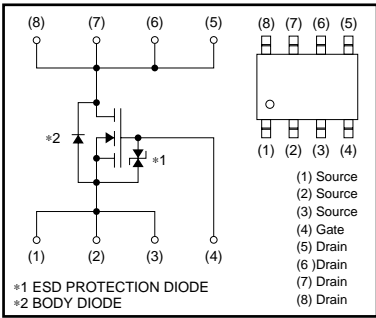 (8) (7) (6) (5)
(8) (7) (6) (5)
∗2
∗1
(1) (2) (3) (4)
(1) (2) (3) (4)
(1) Source
(2) Source
(3) Source
(4) Gate
(5) Drain
(6 )Drain
(7) Drain
(8) Drain
∗1 ESD PROTECTION DIODE
∗2 BODY DIODE